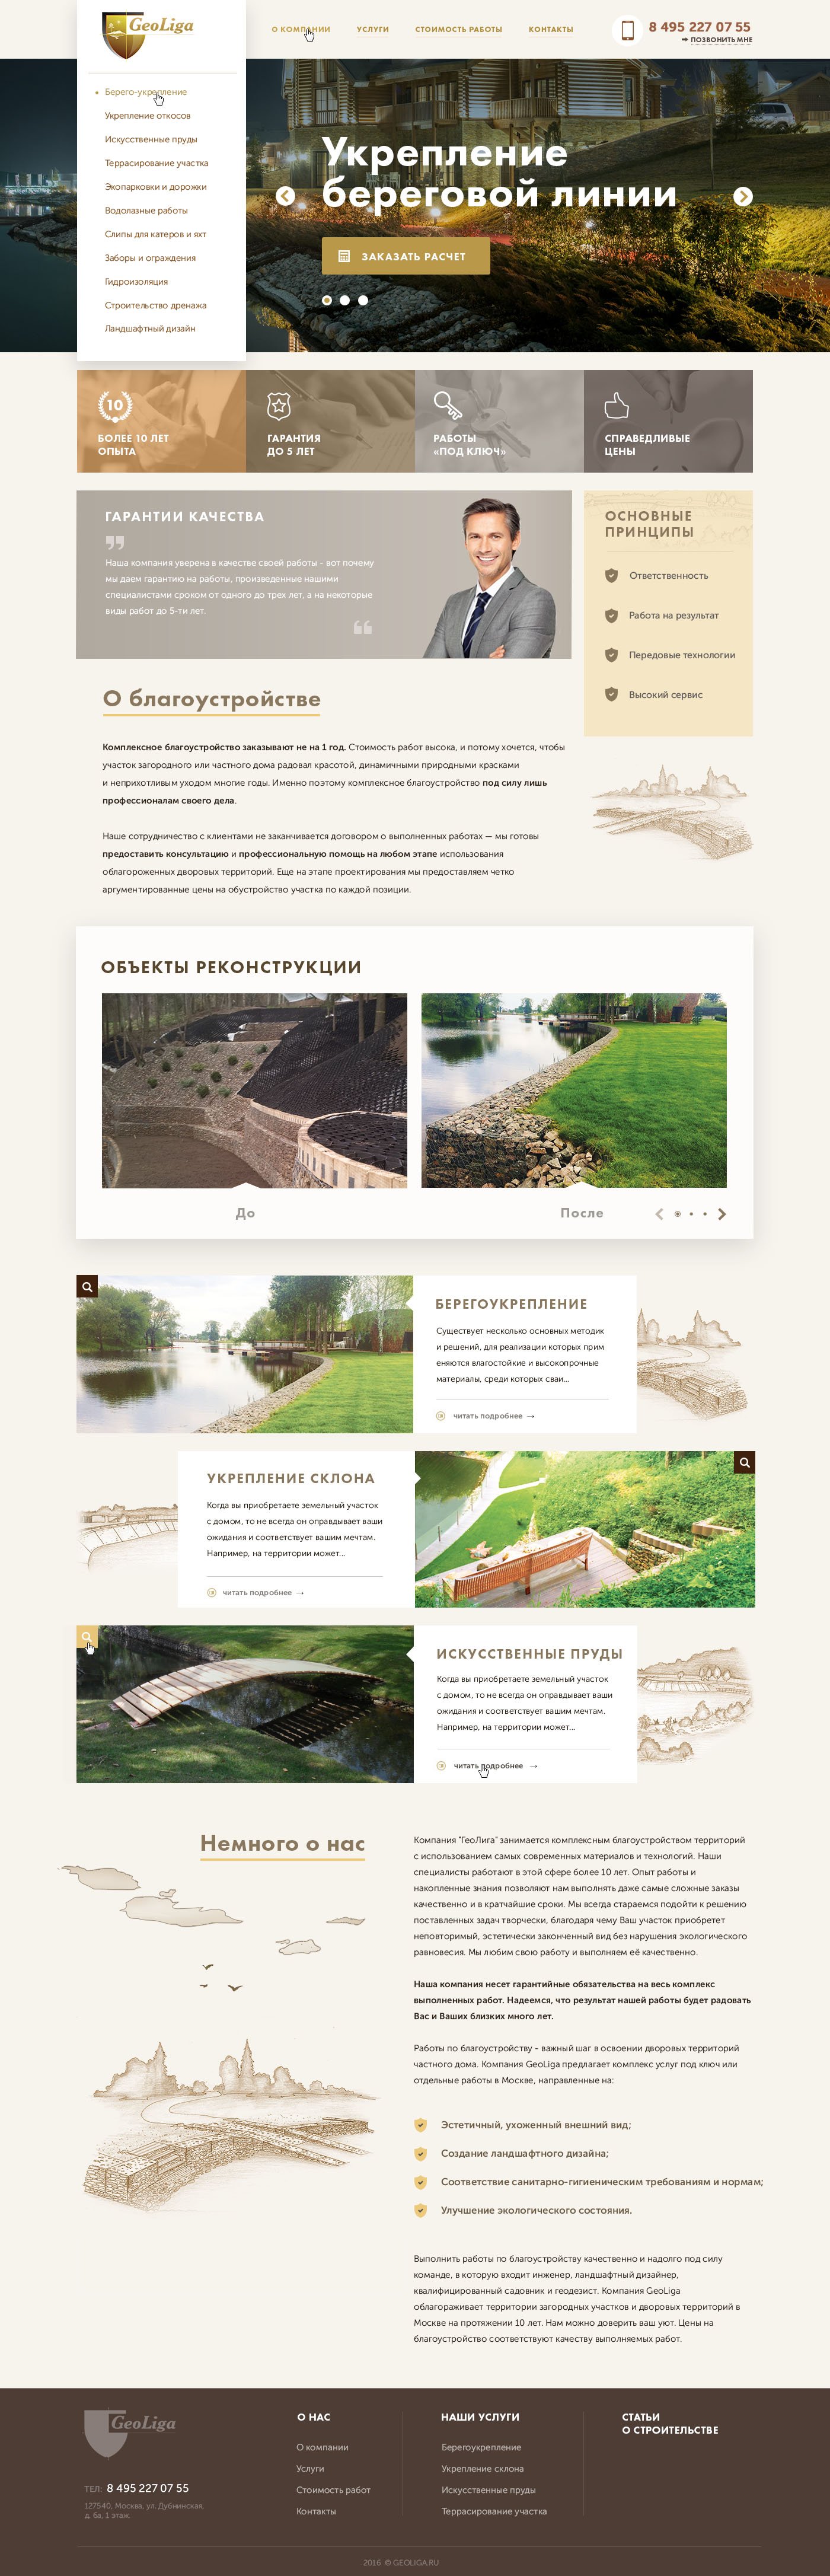 GeoLiga
О КОМПАНИИ УСЛУГИ СТОИМОСТЬ РАБОТЫ КОНТАКТЫ
8 495 227 07 55
ПОЗВОНИТЬ МНЕ
Берего-укрепление
Укрепление откосов
Искусственные пруды
Террасирование участка
Экопарковки и дорожки
Водолазные работы
Слипы для катеров и яхт
Заборы и ограждения
Гидроизоляция
Строительство дренажа
Ландшафтный дизайн
Укрепление
береговой линии
ЗАКАЗАТЬ РАСЧЕТ
10
БОЛЕЕ 10 ЛЕТ
ОПЫТА
ГАРАНТИЯ
ДО 5 ЛЕТ
РАБОТЫ
«ПОД КЛЮЧ»
СПРАВЕДЛИВЫЕ
ЦЕНЫ
ГАРАНТИИ КАЧЕСТВА
Наша компания уверена в качестве своей работы - вот почему
мы даем гарантию на работы, произведенные нашими
специалистами сроком от одного до трех лет, а на некоторые
виды работ до 5-ти лет.
ОСНОВНЫЕ
ПРИНЦИПЫ
Ответственность
Работа на результат
Передовые технологии
Высокий сервис
О благоустройстве
Комплексное благоустройство заказывают не на 1 год. Стоимость работ высока, и потому хочется, чтобы
участок загородного или частного дома радовал красотой, динамичными природными красками
и неприхотливым уходом многие годы. Именно поэтому комплексное благоустройство под силу лишь
профессионалам своего дела.
Наше сотрудничество с клиентами не заканчивается договором о выполненных работах — мы готовы
предоставить консультацию и профессиональную помощь на любом этапе использования
облагороженных дворовых территорий. Еще на этапе проектирования мы предоставляем четко
аргументированные цены на обустройство участка по каждой позиции.
ОБЪЕКТЫ РЕКОНСТРУКЦИИ
До
После
БЕРЕГОУКРЕПЛЕНИЕ
Существует несколько основных методик
и решений, для реализации которых прим
еняются влагостойкие и высокопрочные
материалы, среди которых сваи...
читать подробнее →
УКРЕПЛЕНИЕ СКЛОНА
Когда вы приобретаете земельный участок
с домом, то не всегда он оправдывает ваши
ожидания и соответствует вашим мечтам.
Например, на территории может...
читать подробнее →
ИСКУССТВЕННЫЕ ПРУДЫ
Когда вы приобретаете земельный участок
с домом, то не всегда он оправдывает ваши
ожидания и соответствует вашим мечтам.
Например, на территории может...
читать подробнее →
Немного о нас
Компания "ГеоЛига" занимается комплексным благоустройством территорий
с использованием самых современных материалов и технологий. Наши
специалисты работают в этой сфере более 10 лет. Опыт работы и
накопленные знания позволяют нам выполнять даже самые сложные заказы
качественно и в кратчайшие сроки. Мы всегда стараемся подойти к решению
поставленных задач творчески, благодаря чему Ваш участок приобретет
неповторимый, эстетически законченный вид без нарушения экологического
равновесия. Мы любим свою работу и выполняем её качественно.
Наша компания несет гарантийные обязательства на весь комплекс
выполненных работ. Надеемся, что результат нашей работы будет радовать
Вас и Ваших близких много лет.
Работы по благоустройству - важный шаг в освоении дворовых территорий
частного дома. Компания GeoLiga предлагает комплекс услуг под ключ или
отдельные работы в Москве, направленные на:
Эстетичный, ухоженный внешний вид;
Создание ландшафтного дизайна;
Соответствие санитарно-гигиеническим требованиям и нормам;
Улучшение экологического состояния.
Выполнить работы по благоустройству качественно и надолго под силу
команде, в которую входит инженер, ландшафтный дизайнер,
квалифицированный садовник и геодезист. Компания GeoLiga
облагораживает территории загородных участков и дворовых территорий в
Москве на протяжении 10 лет. Нам можно доверить ваш уют. Цены на
благоустройство соответствуют качеству выполняемых работ.
GeoLiga
ТЕЛ: 8 495 227 07 55
127540, Москва, ул. Дубнинская,
д. 6а, 1 этаж.
О НАС
О компании
Услуги
Стоимость работ
Контакты
НАШИ УСЛУГИ
Берегоукрепление
Укрепление склона
Искусственные пруды
Террасирование участка
СТАТЬИ
О СТРОИТЕЛЬСТВЕ
2016 © GEOLIGA.RU